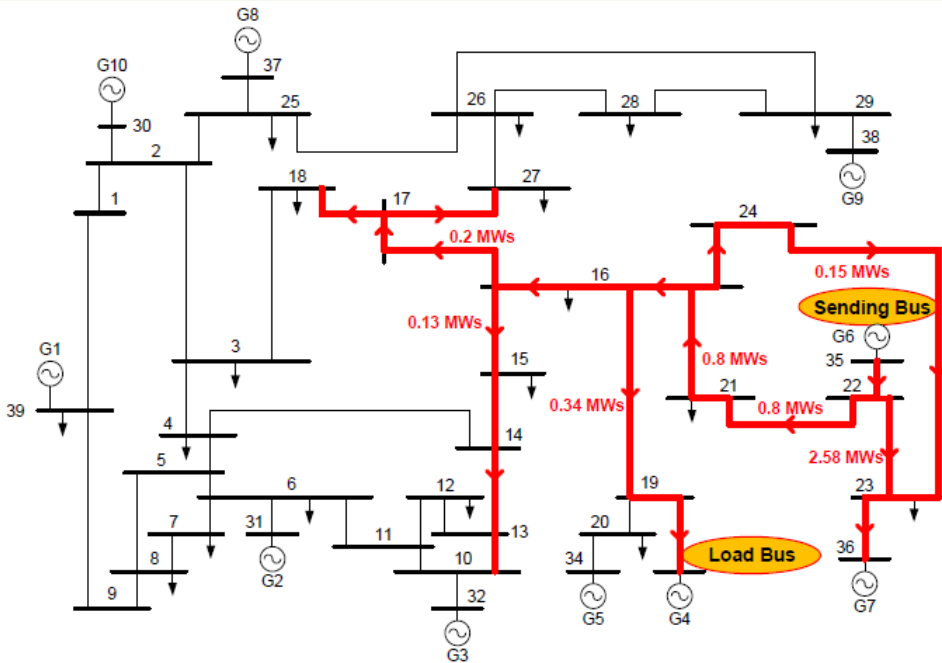 G8
G10
37
25
26
28
29
30
38
2
18
27
G9
17
24
1
0.2 MWs
16
0.15 MWs
Sending Bus
0.13 MWs
G6
G1
3
15
0.8 MWs
35
21
22
39
0.34 MWs
0.8 MWs
4
14
5
2.58 MWs
6
12
19
23
7
31
11
13
20
36
8
10
34
Load Bus
G2
9
32
G5
G4
G7
G3